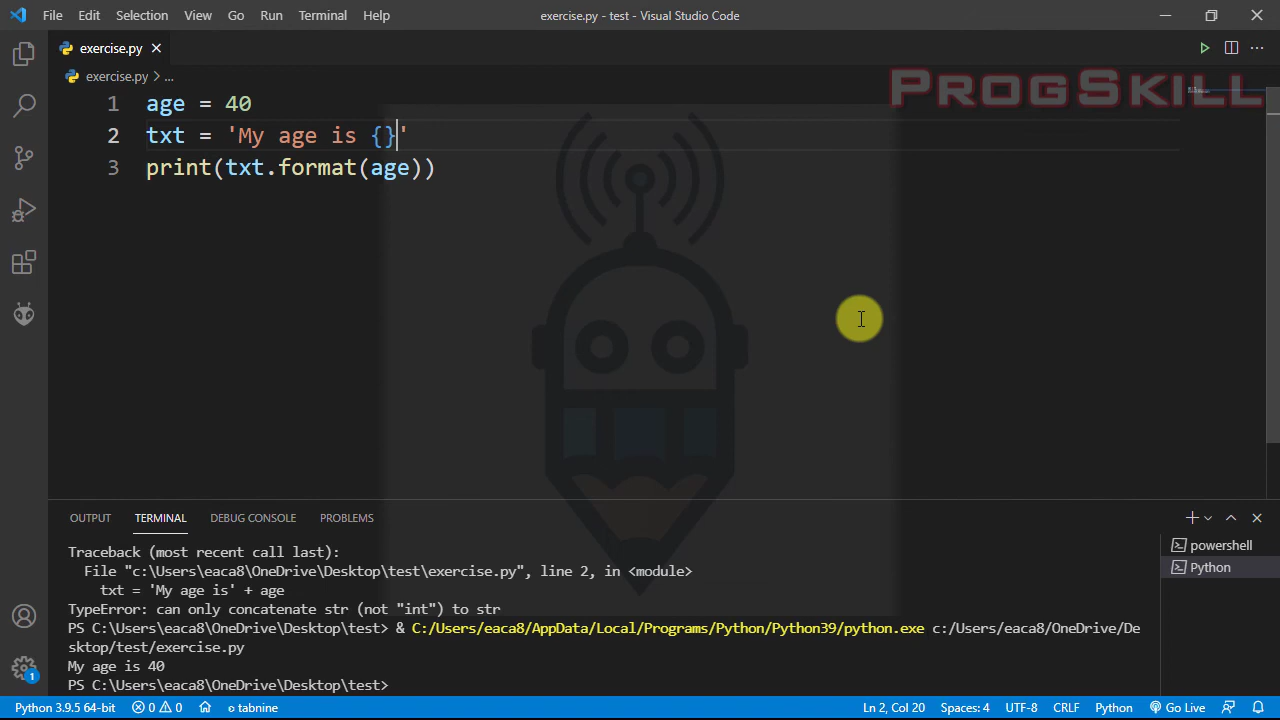 File Edit Selection View Go Run Terminal Help exercise.py - test - Visual Studio Code
exercise.py
exercise.py > ...
PROGSKILL
1 age = 40
2 txt = 'My age is {}'
3 print(txt.format(age))
OUTPUT TERMINAL DEBUG CONSOLE PROBLEMS
Traceback (most recent call last):
File "c:\Users\eaca8\OneDrive\Desktop\test\exercise.py", line 2, in <module>
txt = 'My age is' + age
TypeError: can only concatenate str (not "int") to str
PS C:\Users\eaca8\OneDrive\Desktop\test> & C:/Users/eaca8/AppData/Local/Programs/Python/Python39/python.exe c:/Users/eaca8/OneDrive/De
sktop/test/exercise.py
My age is 40
PS C:\Users\eaca8\OneDrive\Desktop\test>
powershell
Python
1
Python 3.9.5 64-bit 0 0 tabnine Ln 2, Col 20 Spaces: 4 UTF-8 CRLF Python Go Live